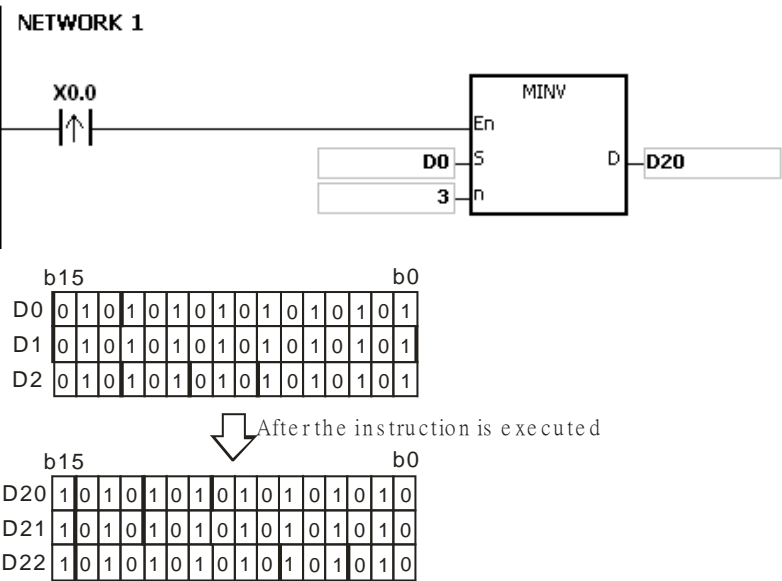 NETWORK 1
X0.0
MINV
En
D0 S D D20
3 n
b15 b0
D0 0 1 0 1 0 1 0 1 0 1 0 1 0 1 0 1
D1 0 1 0 1 0 1 0 1 0 1 0 1 0 1 0 1
D2 0 1 0 1 0 1 0 1 0 1 0 1 0 1 0 1
After the instruction is executed
b15 b0
D20 1 0 1 0 1 0 1 0 1 0 1 0 1 0 1 0
D21 1 0 1 0 1 0 1 0 1 0 1 0 1 0 1 0
D22 1 0 1 0 1 0 1 0 1 0 1 0 1 0 1 0